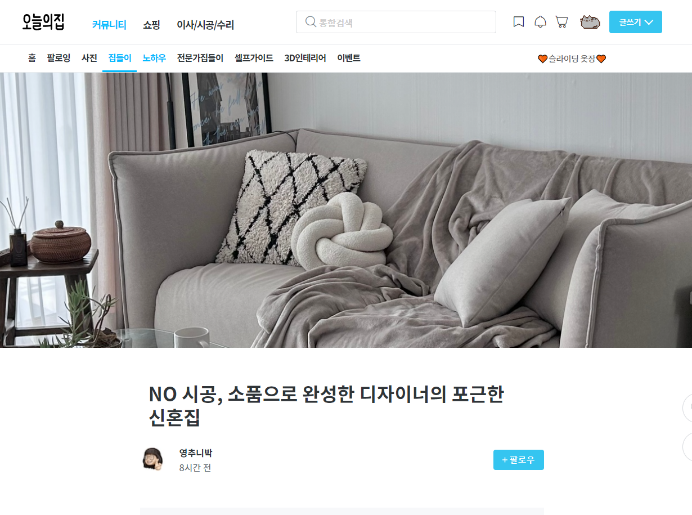 오늘의집 커뮤니티 쇼핑 이사/시공/수리 통합검색 글쓰기
홈 팔로잉 사진 집들이 노하우 전문가집들이 셀프가이드 3D인테리어 이벤트 🧡슬라이딩 옷장🧡
NO 시공, 소품으로 완성한 디자이너의 포근한
신혼집
영추니박
8시간 전
+ 팔로우